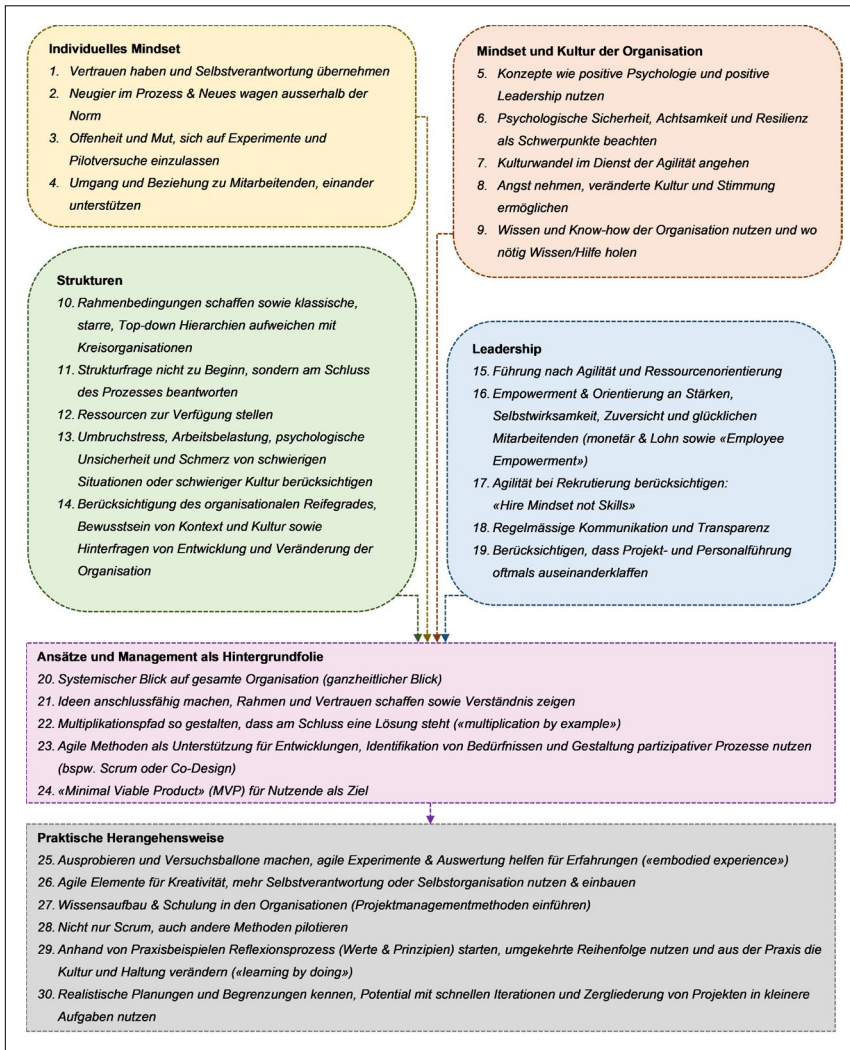 Individuelles Mindset
1. Vertrauen haben und Selbstverantwortung übernehmen
2. Neugier im Prozess & Neues wagen ausserhalb der
Norm
3. Offenheit und Mut, sich auf Experimente und
Pilotversuche einzulassen
4. Umgang und Beziehung zu Mitarbeitenden, einander
unterstützen
Mindset und Kultur der Organisation
5. Konzepte wie positive Psychologie und positive
Leadership nutzen
6. Psychologische Sicherheit, Achtsamkeit und Resilienz
als Schwerpunkte beachten
7. Kulturwandel im Dienst der Agilität angehen
8. Angst nehmen, veränderte Kultur und Stimmung
ermöglichen
9. Wissen und Know-how der Organisation nutzen und wo
nötig Wissen/Hilfe holen
Strukturen
10. Rahmenbedingungen schaffen sowie klassische,
starre, Top-down Hierarchien aufweichen mit
Kreisorganisationen
11. Strukturfrage nicht zu Beginn, sondern am Schluss
des Prozesses beantworten
12. Ressourcen zur Verfügung stellen
13. Umbruchstress, Arbeitsbelastung, psychologische
Unsicherheit und Schmerz von schwierigen
Situationen oder schwieriger Kultur berücksichtigen
14. Berücksichtigung des organisationalen Reifegrades,
Bewusstsein von Kontext und Kultur sowie
Hinterfragen von Entwicklung und Veränderung der
Organisation
Leadership
15. Führung nach Agilität und Ressourcenorientierung
16. Empowerment & Orientierung an Stärken,
Selbstwirksamkeit, Zuversicht und glücklichen
Mitarbeitenden (monetär & Lohn sowie «Employee
Empowerment»)
17. Agilität bei Rekrutierung berücksichtigen:
«Hire Mindset not Skills»
18. Regelmässige Kommunikation und Transparenz
19. Berücksichtigen, dass Projekt- und Personalführung
oftmals auseinanderklaffen
Ansätze und Management als Hintergrundfolie
20. Systemischer Blick auf gesamte Organisation (ganzheitlicher Blick)
21. Ideen anschlussfähig machen, Rahmen und Vertrauen schaffen sowie Verständnis zeigen
22. Multiplikationspfad so gestalten, dass am Schluss eine Lösung steht («multiplication by example»)
23. Agile Methoden als Unterstützung für Entwicklungen, Identifikation von Bedürfnissen und Gestaltung partizipativer Prozesse nutzen
(bspw. Scrum oder Co-Design)
24. «Minimal Viable Product» (MVP) für Nutzende als Ziel
Praktische Herangehensweise
25. Ausprobieren und Versuchsballone machen, agile Experimente & Auswertung helfen für Erfahrungen («embodied experience»)
26. Agile Elemente für Kreativität, mehr Selbstverantwortung oder Selbstorganisation nutzen & einbauen
27. Wissensaufbau & Schulung in den Organisationen (Projektmanagementmethoden einführen)
28. Nicht nur Scrum, auch andere Methoden pilotieren
29. Anhand von Praxisbeispielen Reflexionsprozess (Werte & Prinzipien) starten, umgekehrte Reihenfolge nutzen und aus der Praxis die
Kultur und Haltung verändern («learning by doing»)
30. Realistische Planungen und Begrenzungen kennen, Potential mit schnellen Iterationen und Zergliederung von Projekten in kleinere
Aufgaben nutzen